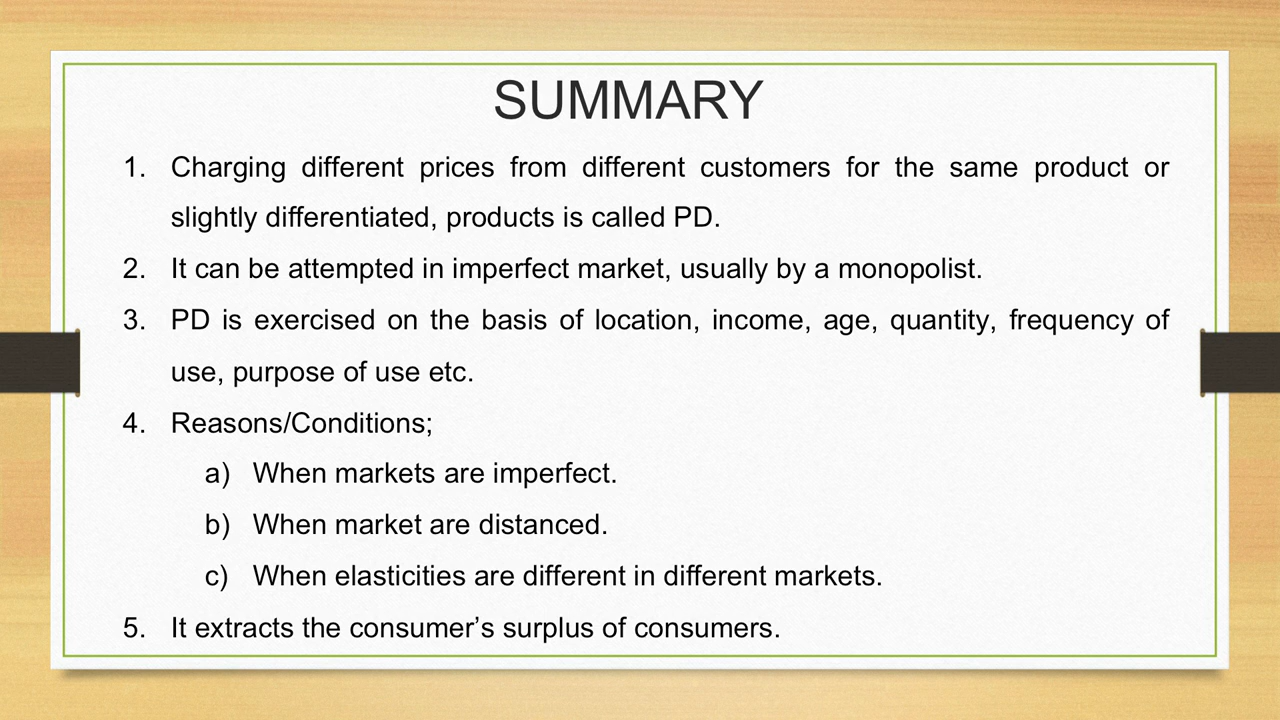 SUMMARY
1. Charging different prices from different customers for the same product or
slightly differentiated, products is called PD.
2. It can be attempted in imperfect market, usually by a monopolist.
3. PD is exercised on the basis of location, income, age, quantity, frequency of
use, purpose of use etc.
4. Reasons/Conditions;
a) When markets are imperfect.
b) When market are distanced.
c) When elasticities are different in different markets.
5. It extracts the consumer’s surplus of consumers.